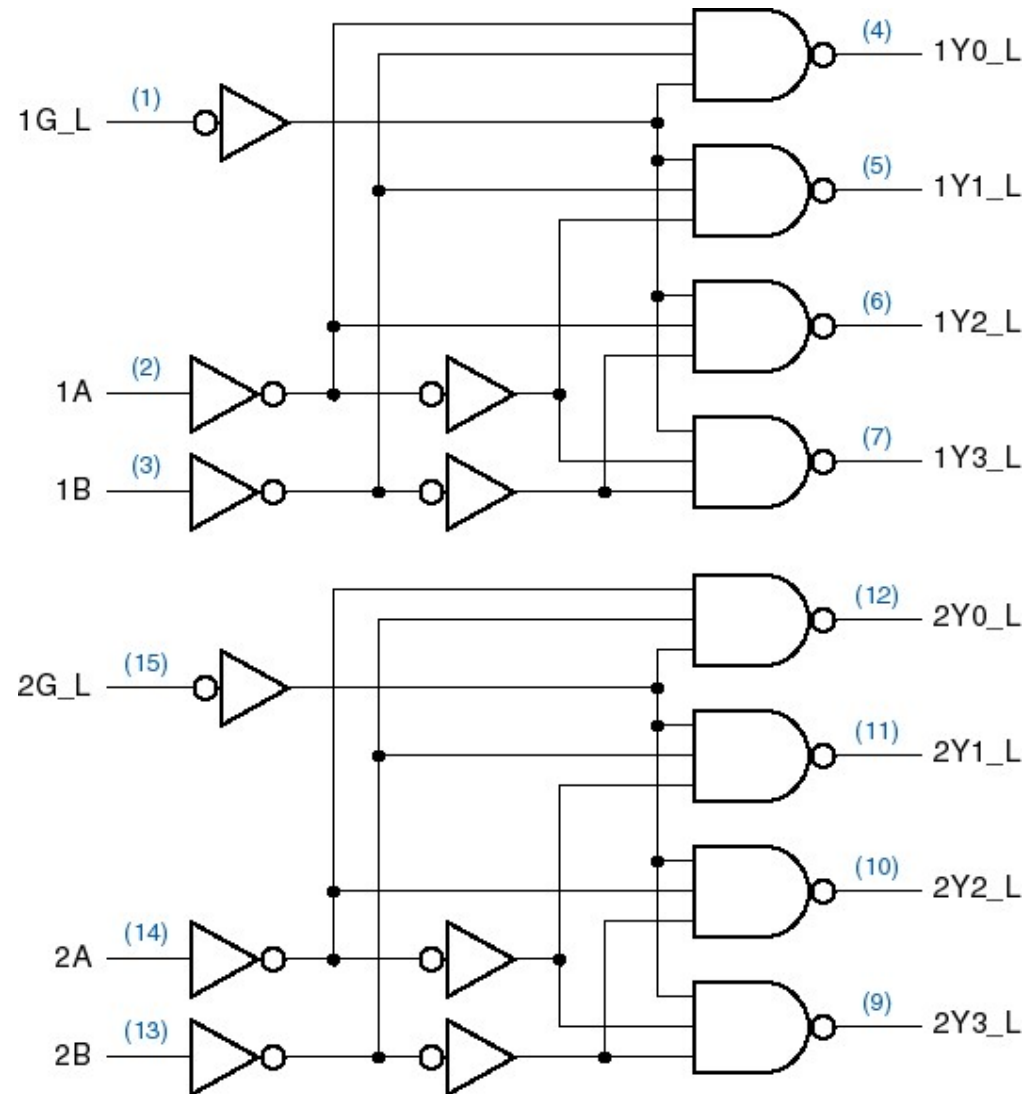 (4) 1Y0_L
1G_L (1)
(5) 1Y1_L
(6) 1Y2_L
1A (2)
(7) 1Y3_L
1B (3)
(12) 2Y0_L
2G_L (15)
(11) 2Y1_L
(10) 2Y2_L
2A (14)
(9) 2Y3_L
2B (13)